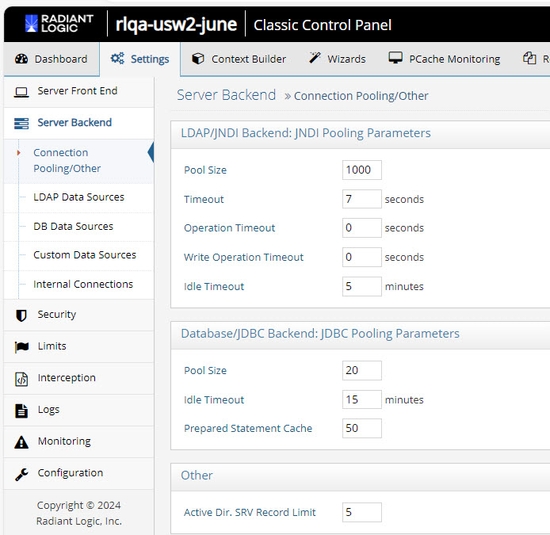 RADIANT LOGIC rlqa-usw2-june Classic Control Panel
Dashboard Settings Context Builder Wizards PCache Monitoring R
Server Front End
Server Backend
Connection Pooling/Other
LDAP Data Sources
DB Data Sources
Custom Data Sources
Internal Connections
Security
Limits
Interception
Logs
Monitoring
Configuration
Copyright © 2024
Radiant Logic, Inc.
Server Backend » Connection Pooling/Other
LDAP/JNDI Backend: JNDI Pooling Parameters
Pool Size 1000
Timeout 7 seconds
Operation Timeout 0 seconds
Write Operation Timeout 0 seconds
Idle Timeout 5 minutes
Database/JDBC Backend: JDBC Pooling Parameters
Pool Size 20
Idle Timeout 15 minutes
Prepared Statement Cache 50
Other
Active Dir. SRV Record Limit 5